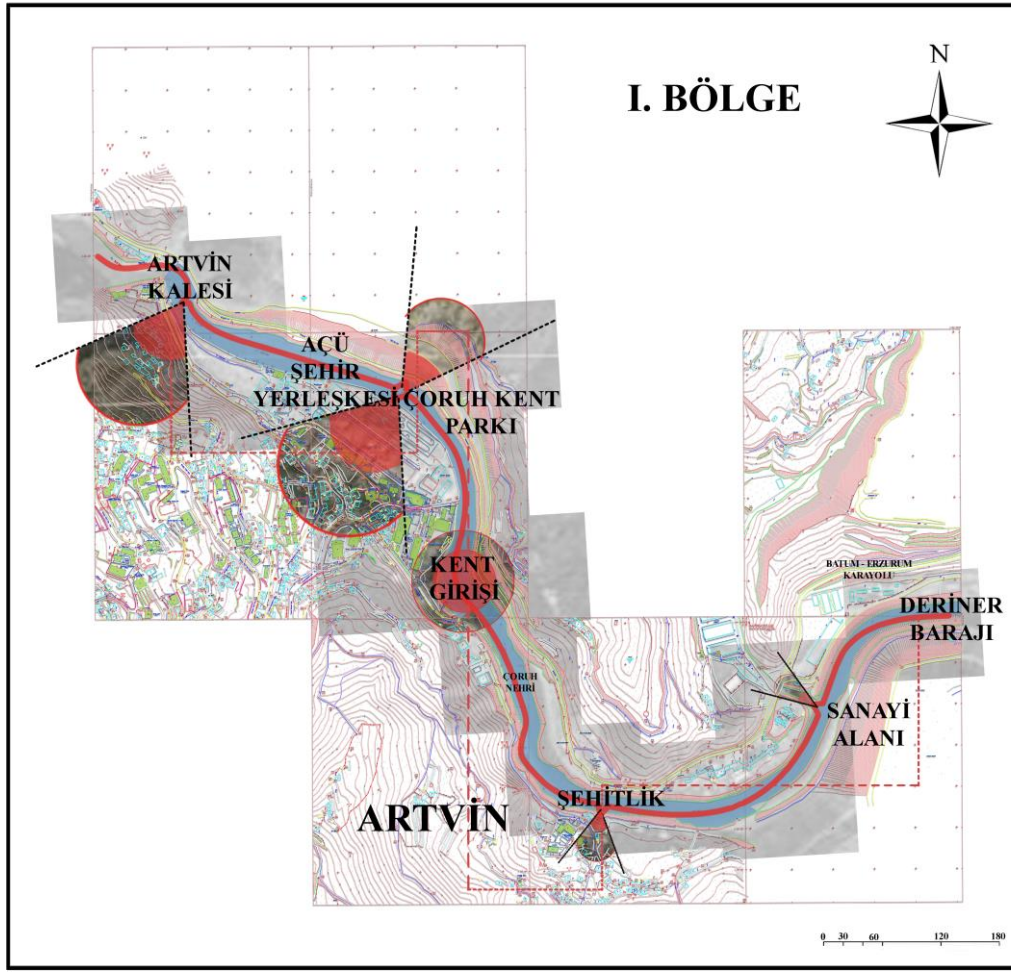 I. BÖLGE
N
ARTVİN
KALESİ
AÇÜ
ŞEHİR
YERLEŞKESİ
ÇORUH KENT
PARKI
KENT
GİRİŞİ
BATUM - ERZURUM
KARAYOLU
DERİNER
BARAJI
ÇORUH
NEHRİ
SANAYİ
ALANI
ŞEHİTLİK
ARTVİN
0 30 60 120 180